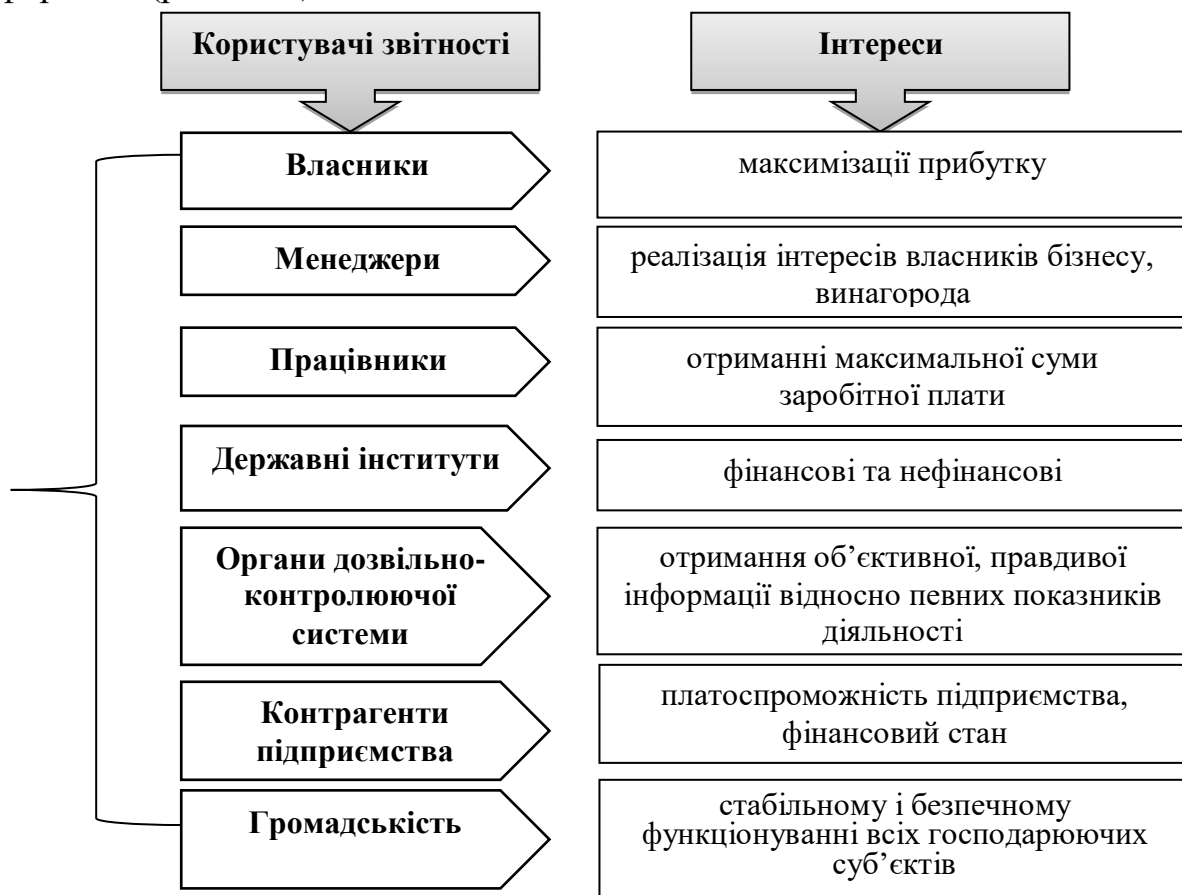 Користувачі звітності
Інтереси
Власники
максимізації прибутку
Менеджери
реалізація інтересів власників бізнесу,
винагорода
Працівники
отриманні максимальної суми
заробітної плати
Державні інститути
фінансові та нефінансові
Органи дозвільно-
контролюючої
системи
отримання об’єктивної, правдивої
інформації відносно певних показників
діяльності
Контрагенти
підприємства
платоспроможність підприємства,
фінансовий стан
Громадськість
стабільному і безпечному
функціонуванні всіх господарюючих
суб’єктів